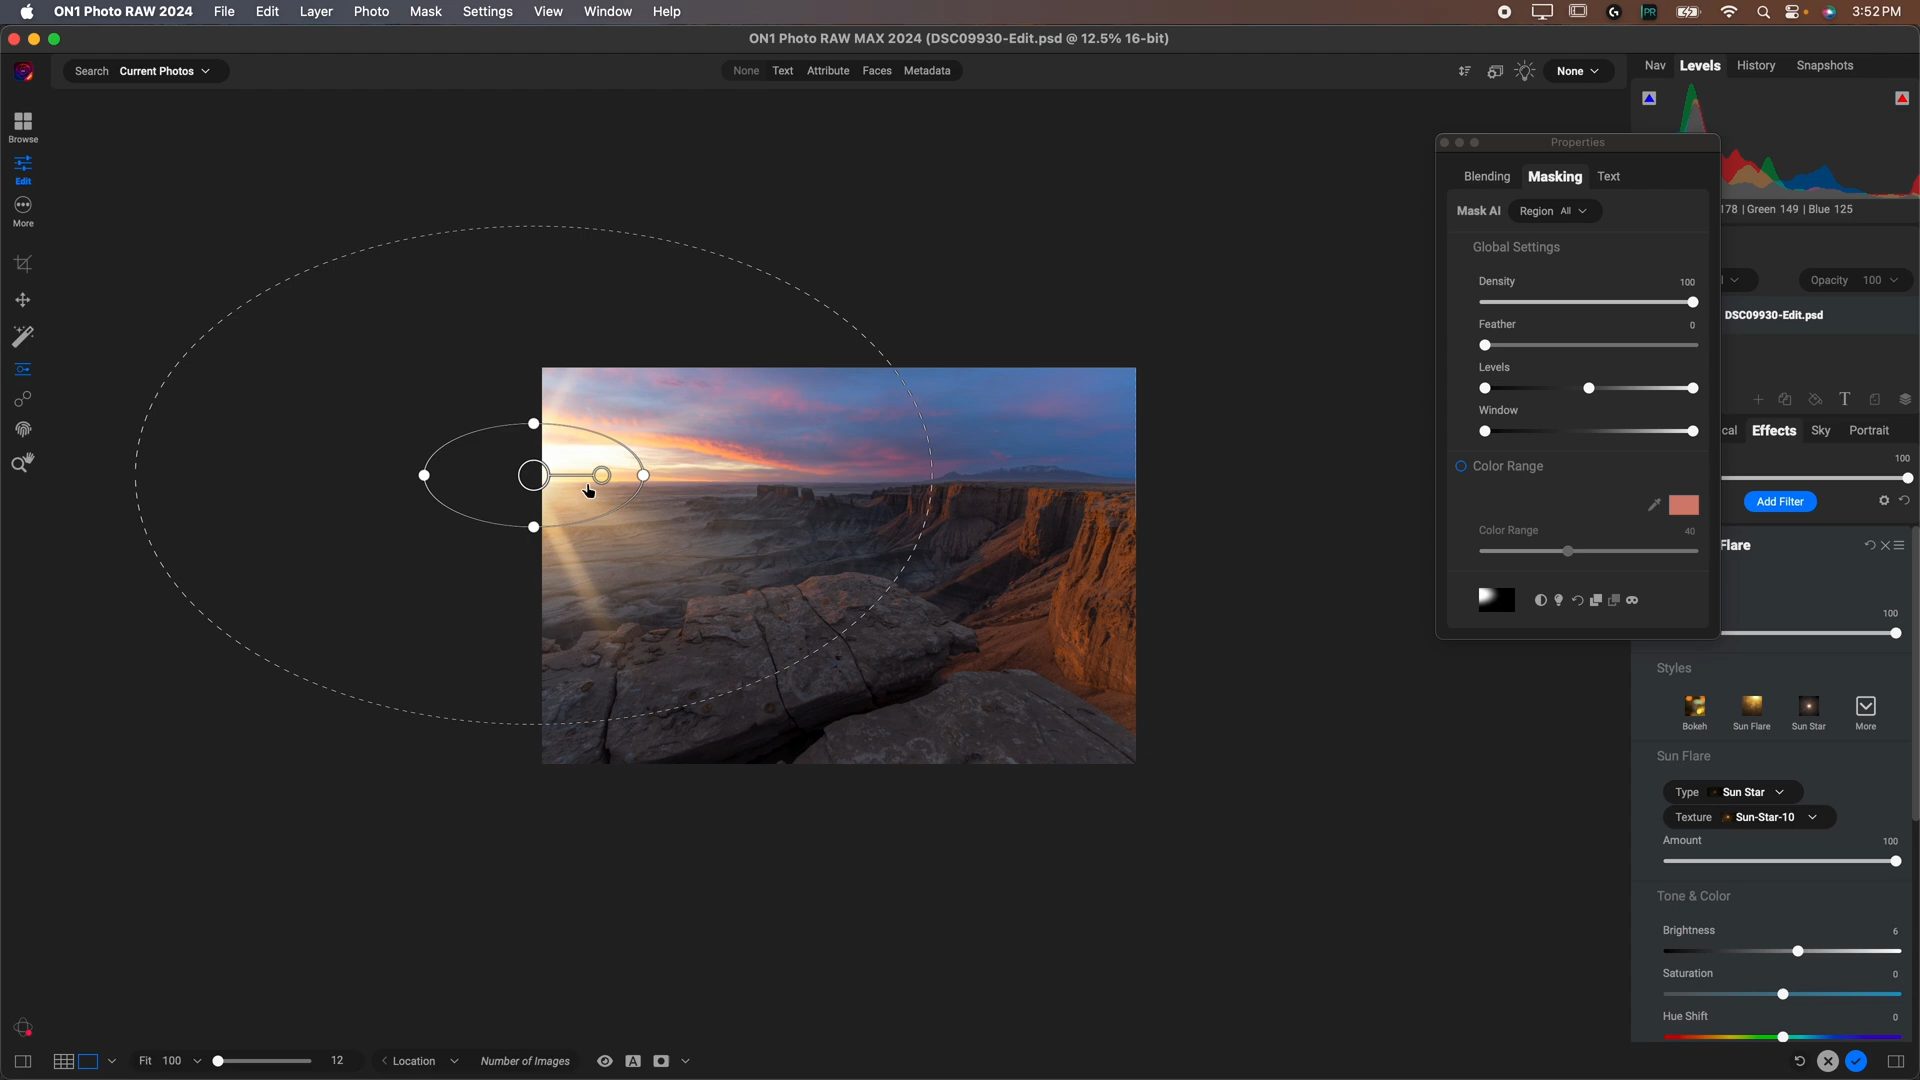 ON1 Photo RAW 2024 File Edit Layer Photo Mask Settings View Window Help PR 3:52 PM
ON1 Photo RAW MAX 2024 (DSC09930-Edit.psd @ 12.5% 16-bit)
Search Current Photos None Text Attribute Faces Metadata None
Nav Levels History Snapshots
Browse
Edit
More
Properties
Blending Masking Text
Mask AI Region All
178 | Green 149 | Blue 125
Global Settings
Density 100
Opacity 100
Feather 0
DSC09930-Edit.psd
Levels
Window
T
cal Effects Sky Portrait
100
Color Range
Add Filter
Color Range 40
Flare
100
Styles
Bokeh Sun Flare Sun Star More
Sun Flare
Type Sun Star
Texture Sun-Star-10
Amount 100
Tone & Color
Brightness 6
Saturation 0
Hue Shift 0
Fit 100 12 Location Number of Images A